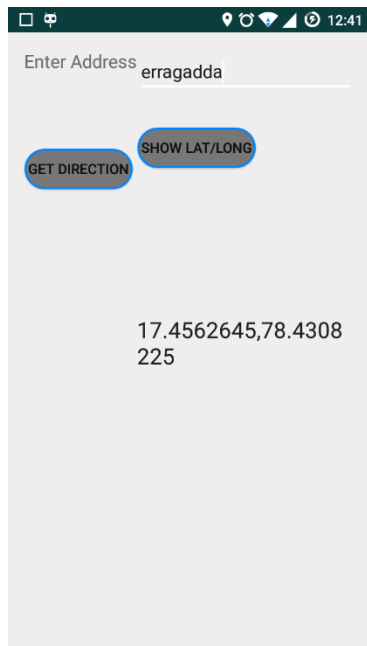 12:41
Enter Address
erragadda
SHOW LAT/LONG
GET DIRECTION
17.4562645,78.4308
225